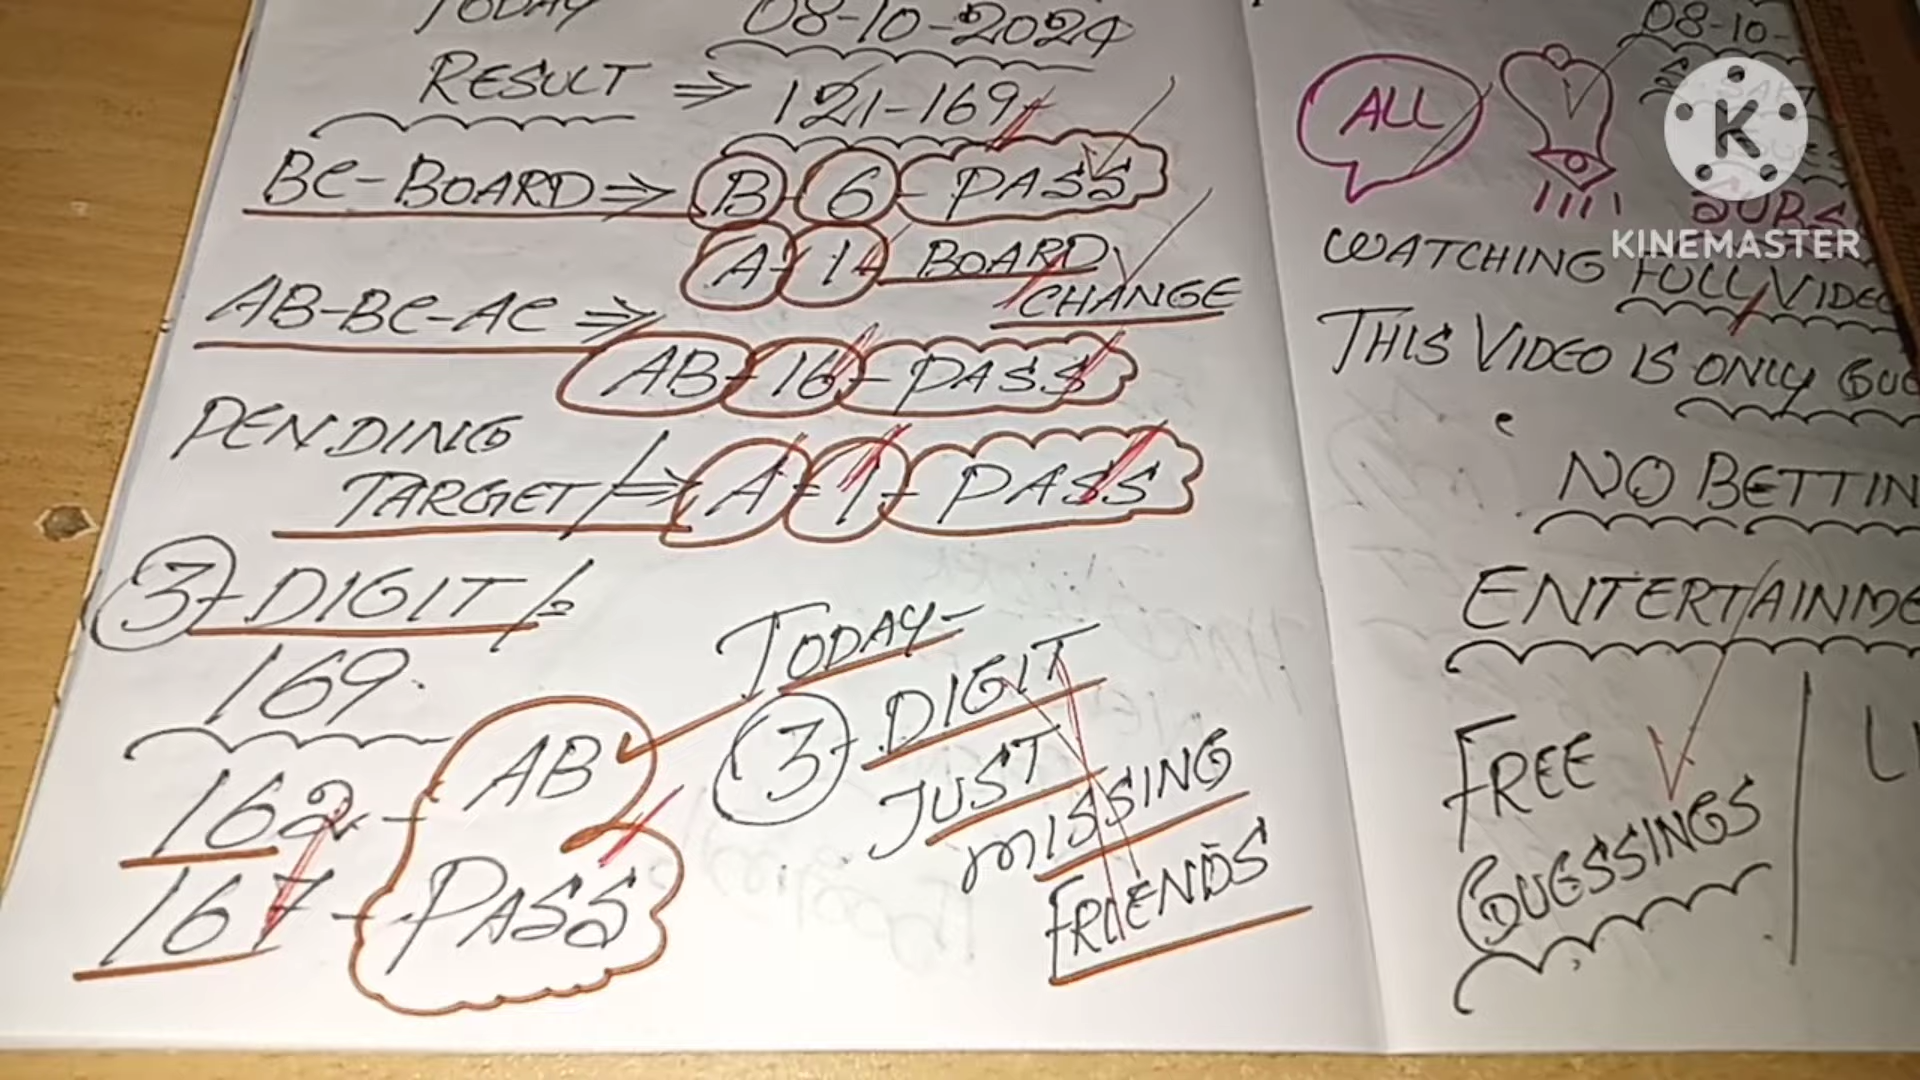 TODAY 08-10-2024
RESULT ⇒ 121-169
BC-BOARD ⇒ B-6-PASS
A-1-BOARD
CHANGE
AB-BC-AC ⇒
AB-16-PASS
PENDING
TARGET/⇒ A-1-PASS
3-DIGIT/=
169
162-AB
167-PASS
TODAY-
3-DIGIT
JUST
MISSING
FRIENDS
08-10-
ALL
SUBS
K
KINEMASTER
WATCHING FULL VIDEO
THIS VIDEO IS ONLY GUE
NO BETTIN
ENTERTAINME
FREE
GUESSINGS